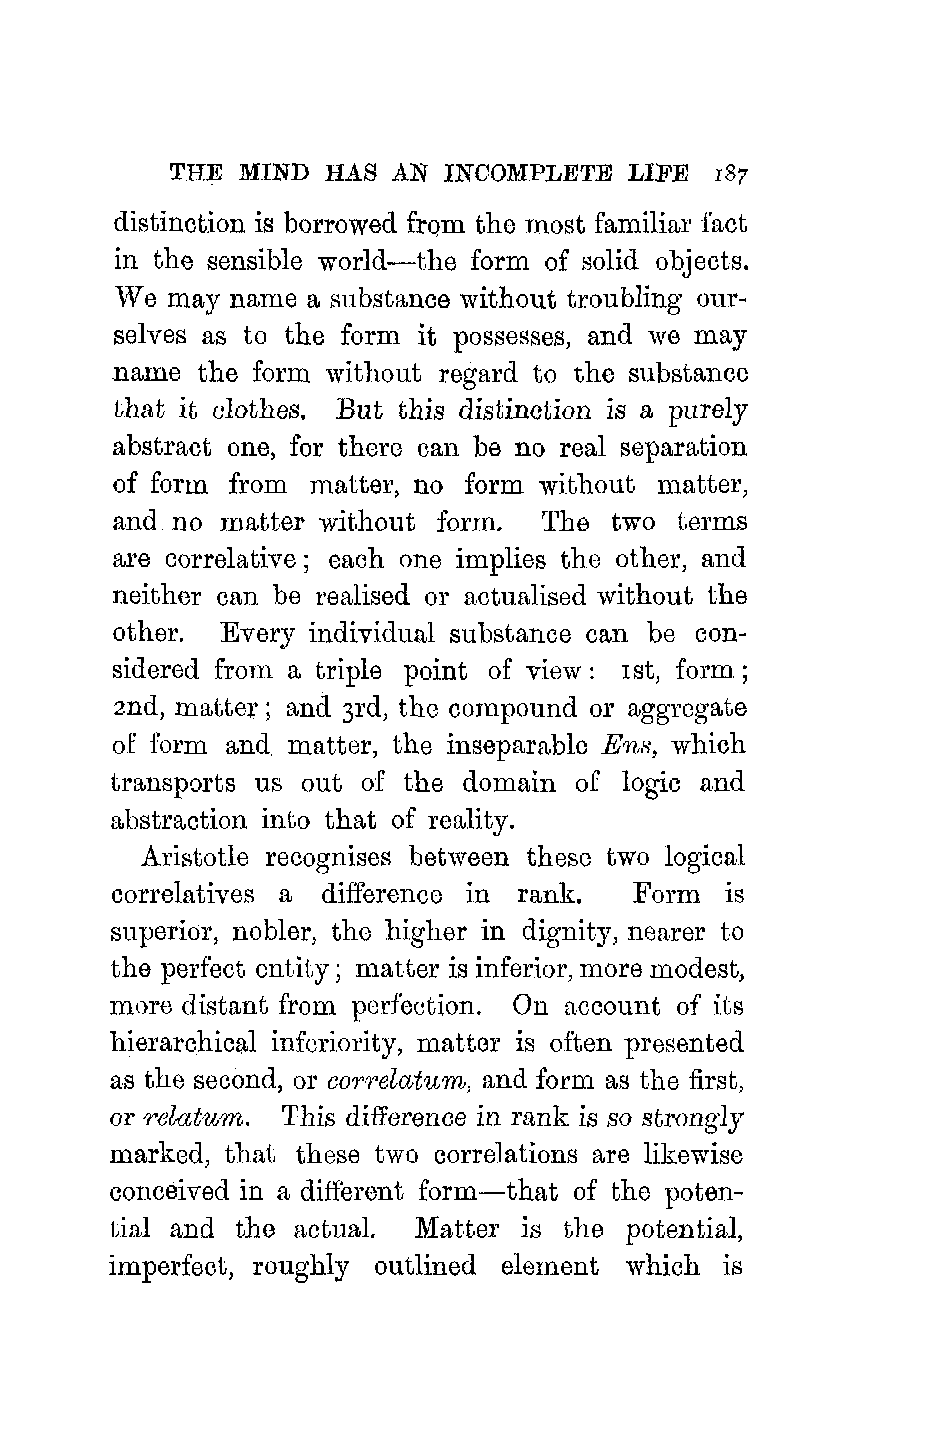 THE MIND HAS AN INCOMPLETE LIFE 187
distinction is borrowed from the most familiar fact
in the sensible world—the form of solid objects.
We may name a substance without troubling our-
selves as to the form it possesses, and we may
name the form without regard to the substance
that it clothes. But this distinction is a purely
abstract one, for there can be no real separation
of form from matter, no form without matter,
and no matter without form. The two terms
are correlative; each one implies the other, and
neither can be realised or actualised without the
other. Every individual substance can be con-
sidered from a triple point of view: 1st, form;
2nd, matter; and 3rd, the compound or aggregate
of form and matter, the inseparable Ens, which
transports us out of the domain of logic and
abstraction into that of reality.
Aristotle recognises between these two logical
correlatives a difference in rank. Form is
superior, nobler, the higher in dignity, nearer to
the perfect entity; matter is inferior, more modest,
more distant from perfection. On account of its
hierarchical inferiority, matter is often presented
as the second, or correlatum, and form as the first,
or relatum. This difference in rank is so strongly
marked, that these two correlations are likewise
conceived in a different form—that of the poten-
tial and the actual. Matter is the potential,
imperfect, roughly outlined element which is